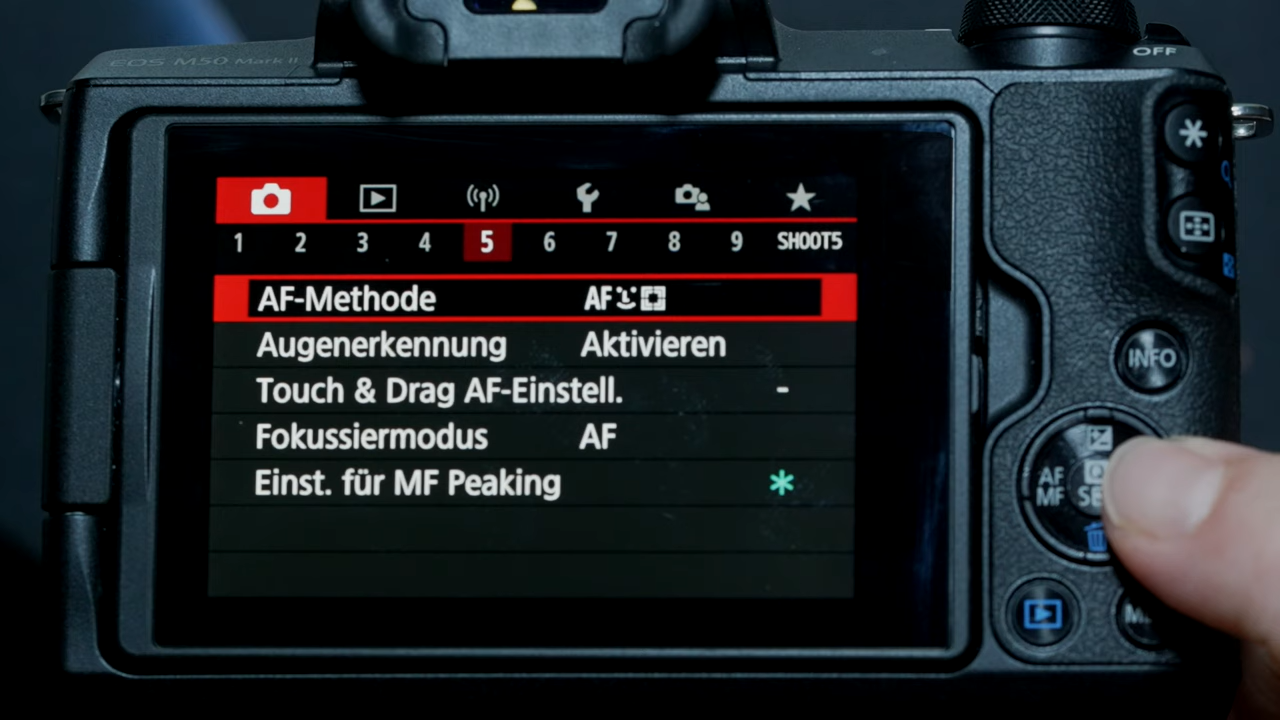 EOS M50 Mark II
OFF
1 2 3 4 5 6 7 8 9 SHOOT5
AF-Methode AF
Augenerkennung Aktivieren
Touch & Drag AF-Einstell. -
Fokussiermodus AF
Einst. für MF Peaking *
INFO
AF
MF